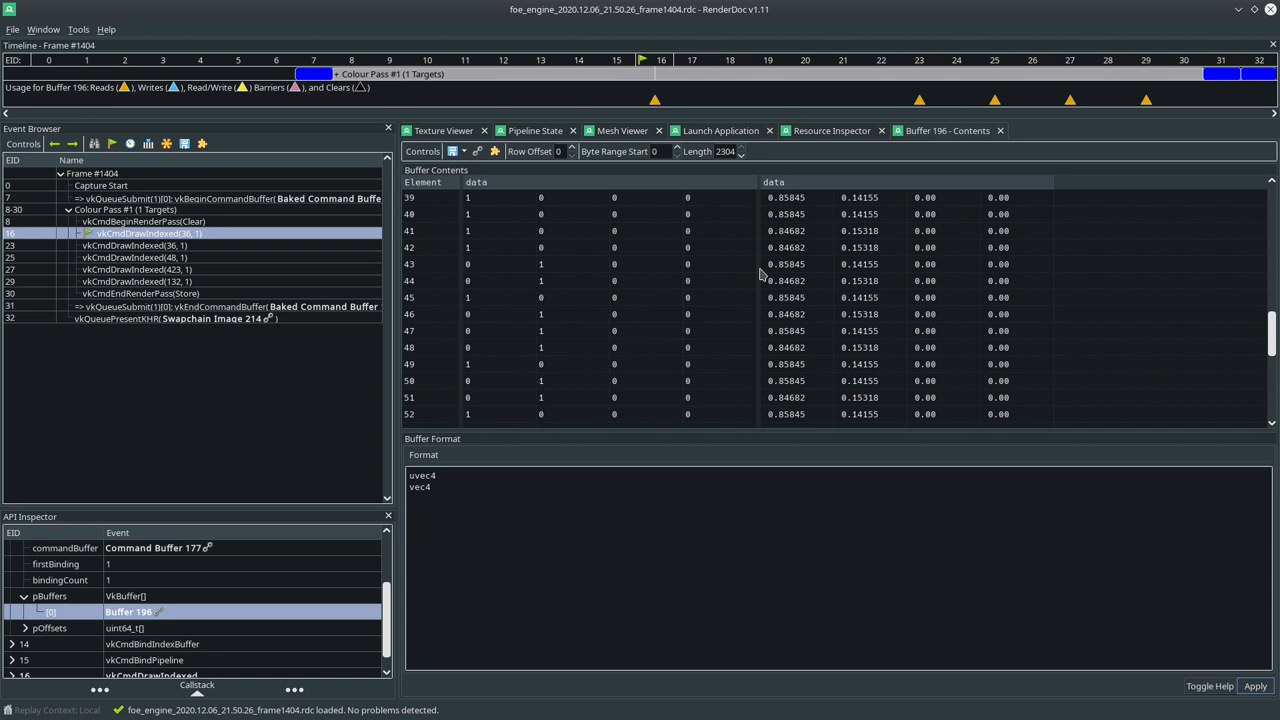 foe_engine_2020.12.06_21.50.26_frame1404.rdc - RenderDoc v1.11
File Window Tools Help
Timeline - Frame #1404
EID: 0 1 2 3 4 5 6 7 8 9 10 11 12 13 14 15 16 17 18 19 20 21 22 23 24 25 26 27 28 29 30 31 32
+ Colour Pass #1 (1 Targets)
Usage for Buffer 196: Reads ( ), Writes ( ), Read/Write ( ) Barriers ( ), and Clears ( )
Event Browser
Controls
EID Name
Frame #1404
0 Capture Start
7 => vkQueueSubmit(1)[0]: vkBeginCommandBuffer( Baked Command Buffe
8-30 Colour Pass #1 (1 Targets)
8 vkCmdBeginRenderPass(Clear)
16 vkCmdDrawIndexed(36, 1)
23 vkCmdDrawIndexed(36, 1)
25 vkCmdDrawIndexed(48, 1)
27 vkCmdDrawIndexed(423, 1)
29 vkCmdDrawIndexed(132, 1)
30 vkCmdEndRenderPass(Store)
31 => vkQueueSubmit(1)[0]: vkEndCommandBuffer( Baked Command Buffer
32 vkQueuePresentKHR( Swapchain Image 214 )
API Inspector
EID Event
commandBuffer Command Buffer 177
firstBinding 1
bindingCount 1
pBuffers VkBuffer[]
[0] Buffer 196
pOffsets uint64_t[]
14 vkCmdBindIndexBuffer
15 vkCmdBindPipeline
16 vkCmdDrawIndexed
Callstack
Texture Viewer Pipeline State Mesh Viewer Launch Application Resource Inspector Buffer 196 - Contents
Controls Row Offset 0 Byte Range Start 0 Length 2304
Buffer Contents
Element data data
39 1 0 0 0 0.85845 0.14155 0.00 0.00
40 1 0 0 0 0.85845 0.14155 0.00 0.00
41 1 0 0 0 0.84682 0.15318 0.00 0.00
42 1 0 0 0 0.84682 0.15318 0.00 0.00
43 0 1 0 0 0.85845 0.14155 0.00 0.00
44 0 1 0 0 0.84682 0.15318 0.00 0.00
45 1 0 0 0 0.85845 0.14155 0.00 0.00
46 0 1 0 0 0.84682 0.15318 0.00 0.00
47 0 1 0 0 0.85845 0.14155 0.00 0.00
48 0 1 0 0 0.84682 0.15318 0.00 0.00
49 1 0 0 0 0.85845 0.14155 0.00 0.00
50 0 1 0 0 0.85845 0.14155 0.00 0.00
51 0 1 0 0 0.84682 0.15318 0.00 0.00
52 1 0 0 0 0.85845 0.14155 0.00 0.00
Buffer Format
Format
uvec4
vec4
Toggle Help Apply
Replay Context: Local foe_engine_2020.12.06_21.50.26_frame1404.rdc loaded. No problems detected.